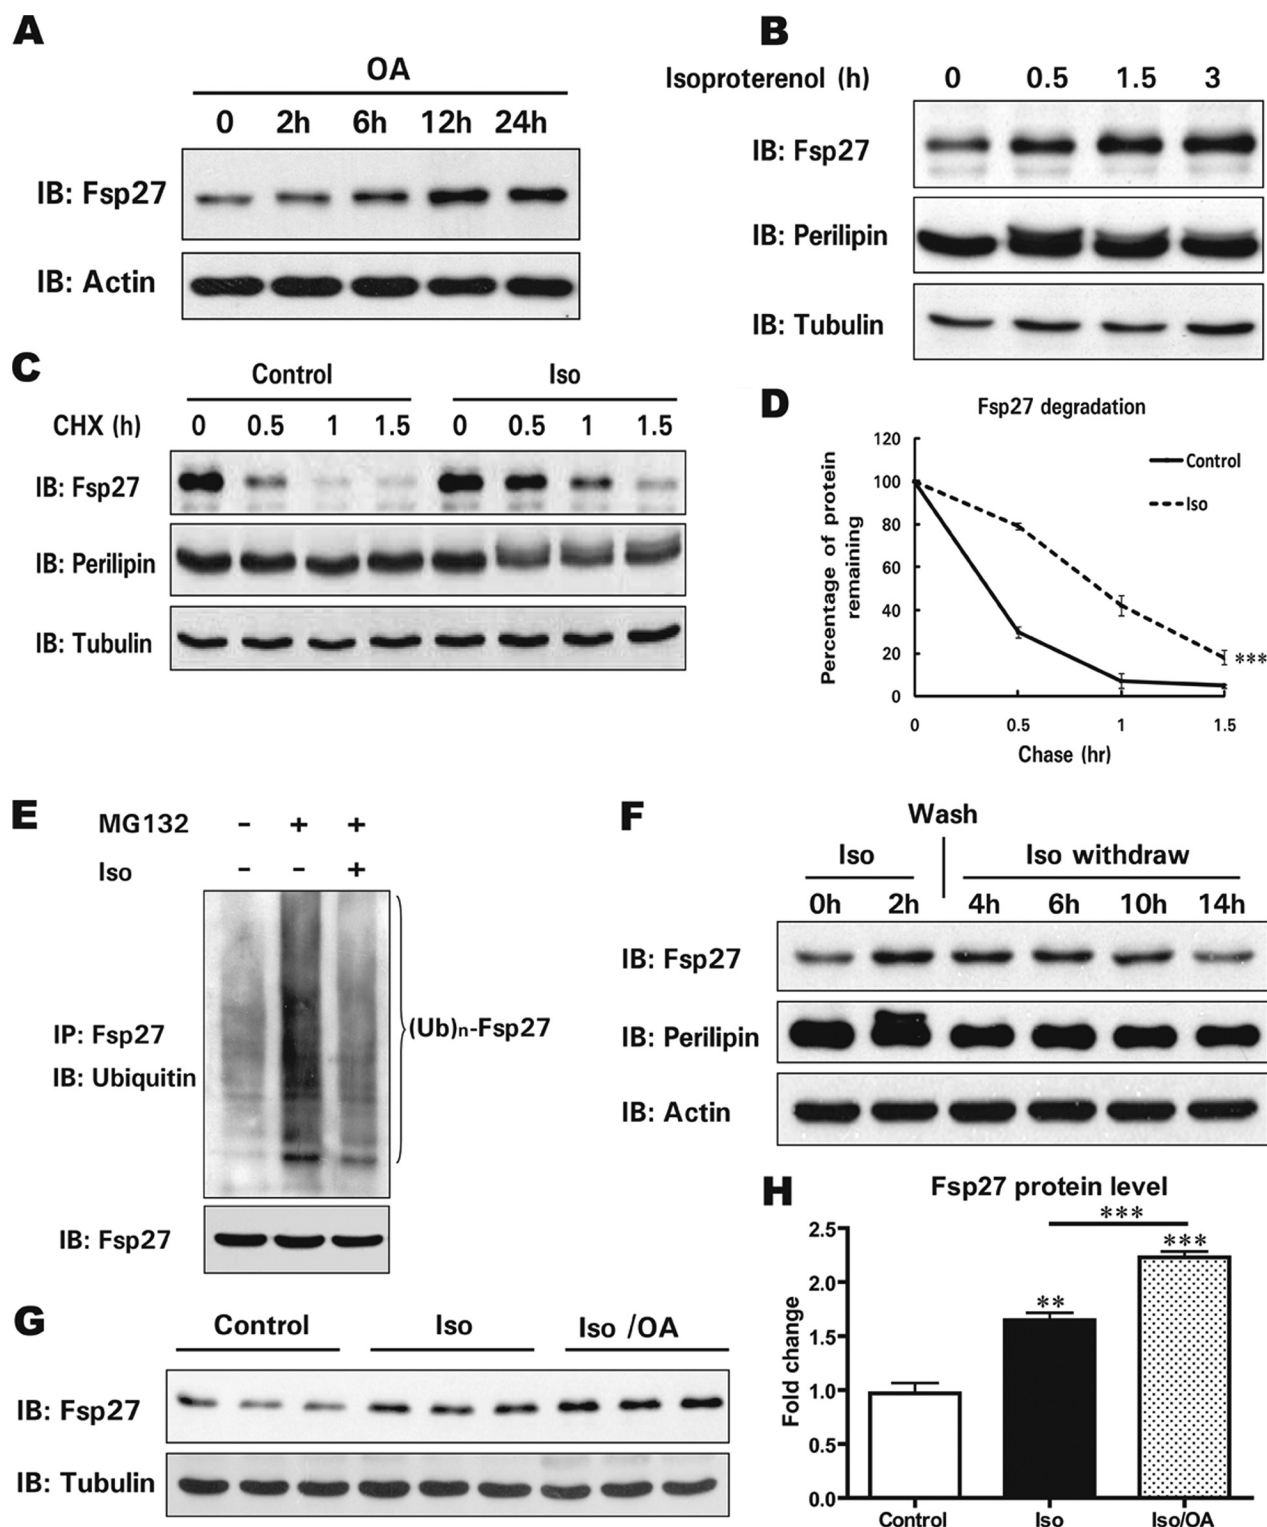 A
OA
0 2h 6h 12h 24h
IB: Fsp27
IB: Actin
B
Isoproterenol (h) 0 0.5 1.5 3
IB: Fsp27
IB: Perilipin
IB: Tubulin
C
Control Iso
CHX (h) 0 0.5 1 1.5 0 0.5 1 1.5
IB: Fsp27
IB: Perilipin
IB: Tubulin
D
Fsp27 degradation
Percentage of protein
remaining
120
100
80
60
40
20
0
Control
Iso
***
0 0.5 1 1.5
Chase (hr)
E
MG132 - + +
Iso - - +
IP: Fsp27
IB: Ubiquitin
(Ub)n-Fsp27
IB: Fsp27
F
Wash
Iso Iso withdraw
0h 2h 4h 6h 10h 14h
IB: Fsp27
IB: Perilipin
IB: Actin
G
Control Iso Iso /OA
IB: Fsp27
IB: Tubulin
H
Fsp27 protein level
Fold change
2.5
2.0
1.5
1.0
0.5
0.0
***
***
**
Control Iso Iso/OA